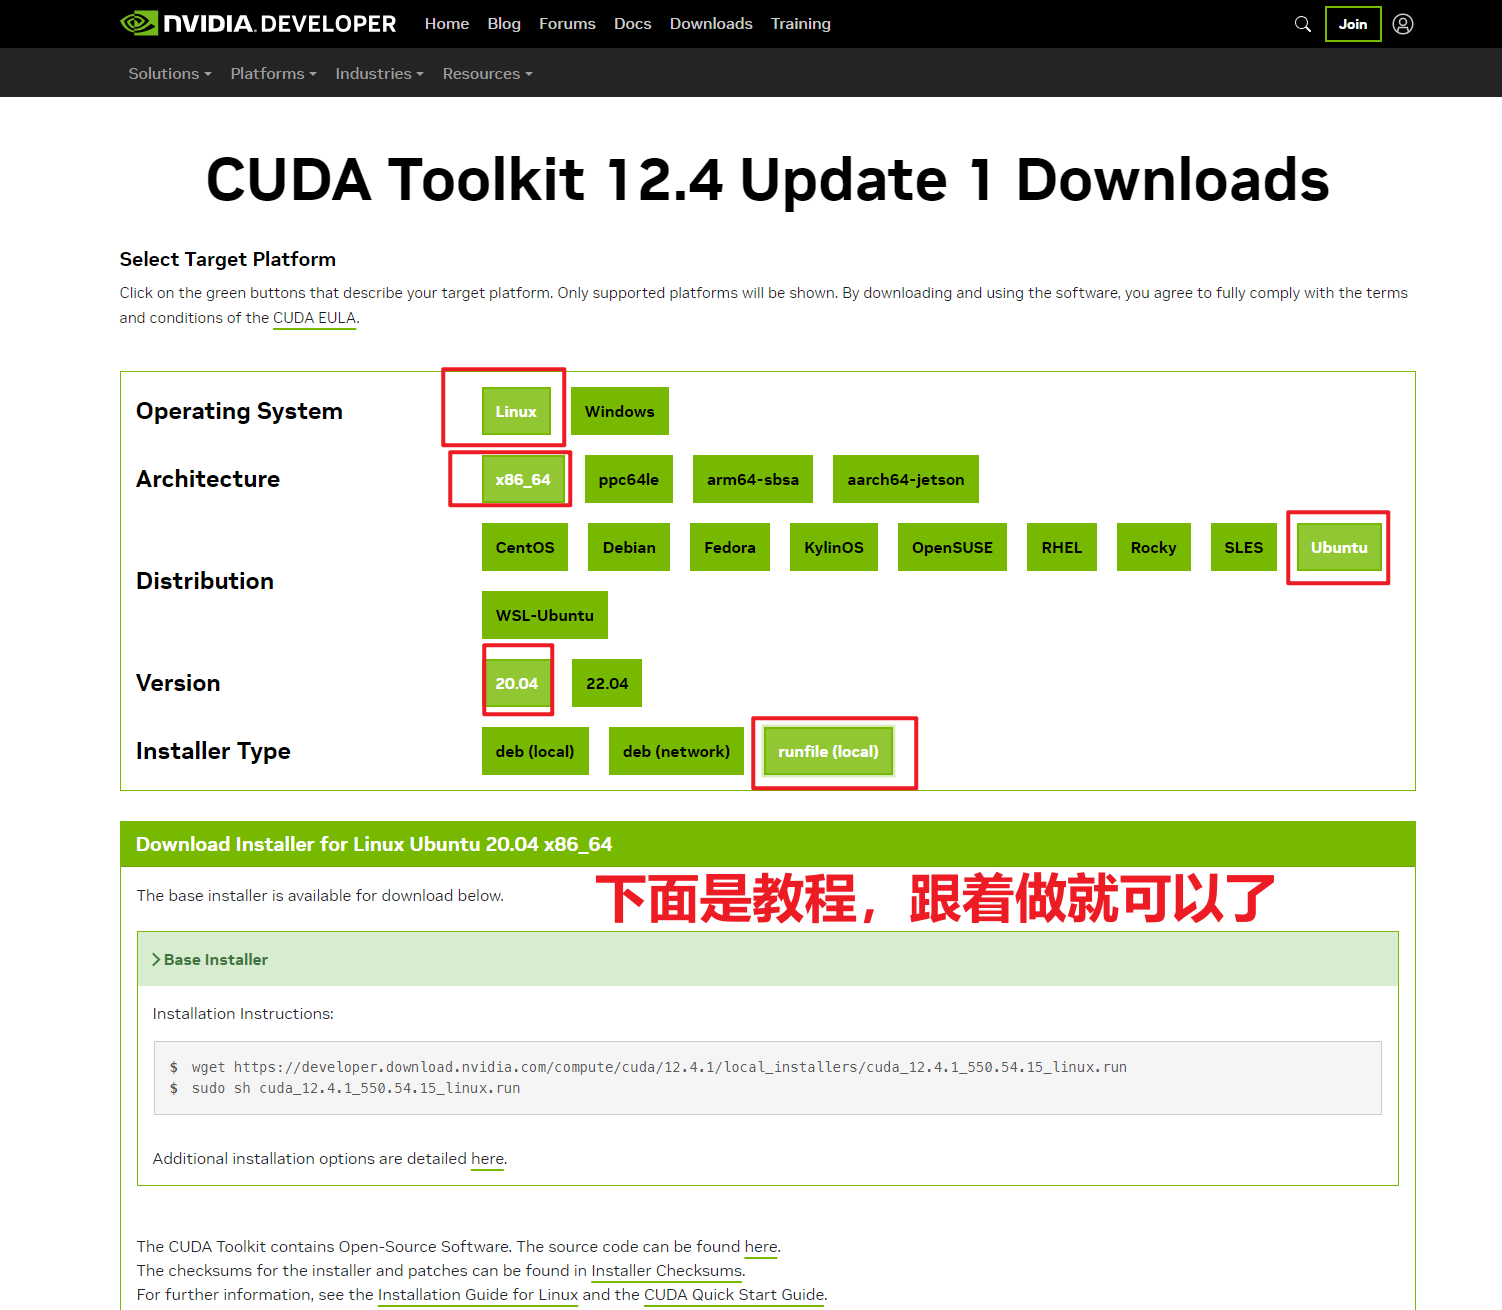 NVIDIA. DEVELOPER Home Blog Forums Docs Downloads Training Join
Solutions Platforms Industries Resources
CUDA Toolkit 12.4 Update 1 Downloads
Select Target Platform
Click on the green buttons that describe your target platform. Only supported platforms will be shown. By downloading and using the software, you agree to fully comply with the terms
and conditions of the CUDA EULA.
Operating System Linux Windows
Architecture x86_64 ppc64le arm64-sbsa aarch64-jetson
CentOS Debian Fedora KylinOS OpenSUSE RHEL Rocky SLES Ubuntu
Distribution
WSL-Ubuntu
Version 20.04 22.04
Installer Type deb (local) deb (network) runfile (local)
Download Installer for Linux Ubuntu 20.04 x86_64
The base installer is available for download below.
下面是教程，跟着做就可以了
Base Installer
Installation Instructions:
$ wget https://developer.download.nvidia.com/compute/cuda/12.4.1/local_installers/cuda_12.4.1_550.54.15_linux.run
$ sudo sh cuda_12.4.1_550.54.15_linux.run
Additional installation options are detailed here.
The CUDA Toolkit contains Open-Source Software. The source code can be found here.
The checksums for the installer and patches can be found in Installer Checksums.
For further information, see the Installation Guide for Linux and the CUDA Quick Start Guide.